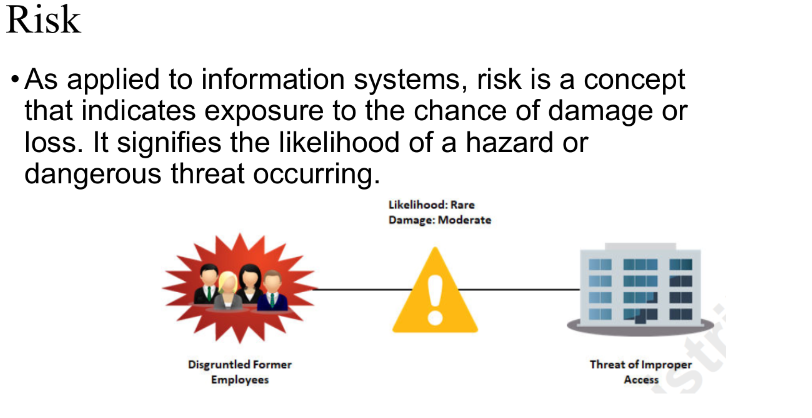 Risk
•As applied to information systems, risk is a concept
that indicates exposure to the chance of damage or
loss. It signifies the likelihood of a hazard or
dangerous threat occurring.
Likelihood: Rare
Damage: Moderate
Disgruntled Former
Employees
Threat of Improper
Access